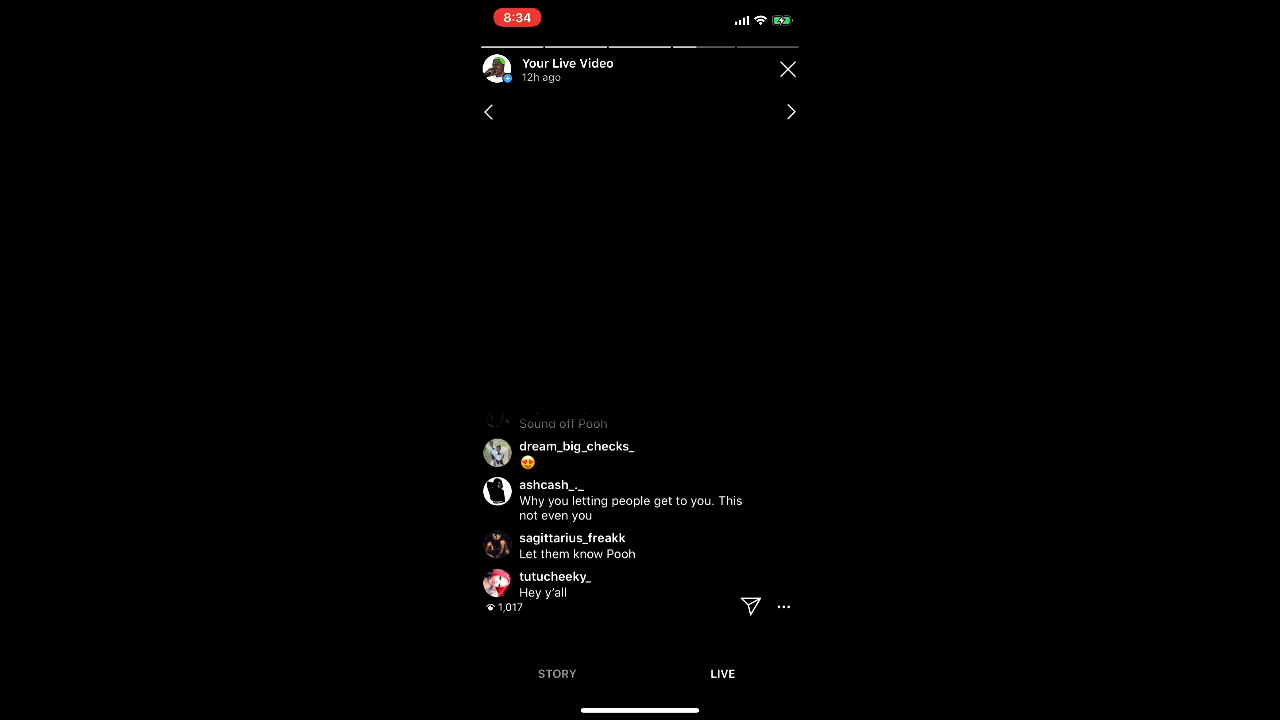 8:34
Your Live Video
12h ago
Sound off Pooh
dream_big_checks_
😍
ashcash_._
Why you letting people get to you. This
not even you
sagittarius_freakk
Let them know Pooh
tutucheeky_
Hey y'all
1,017
STORY
LIVE